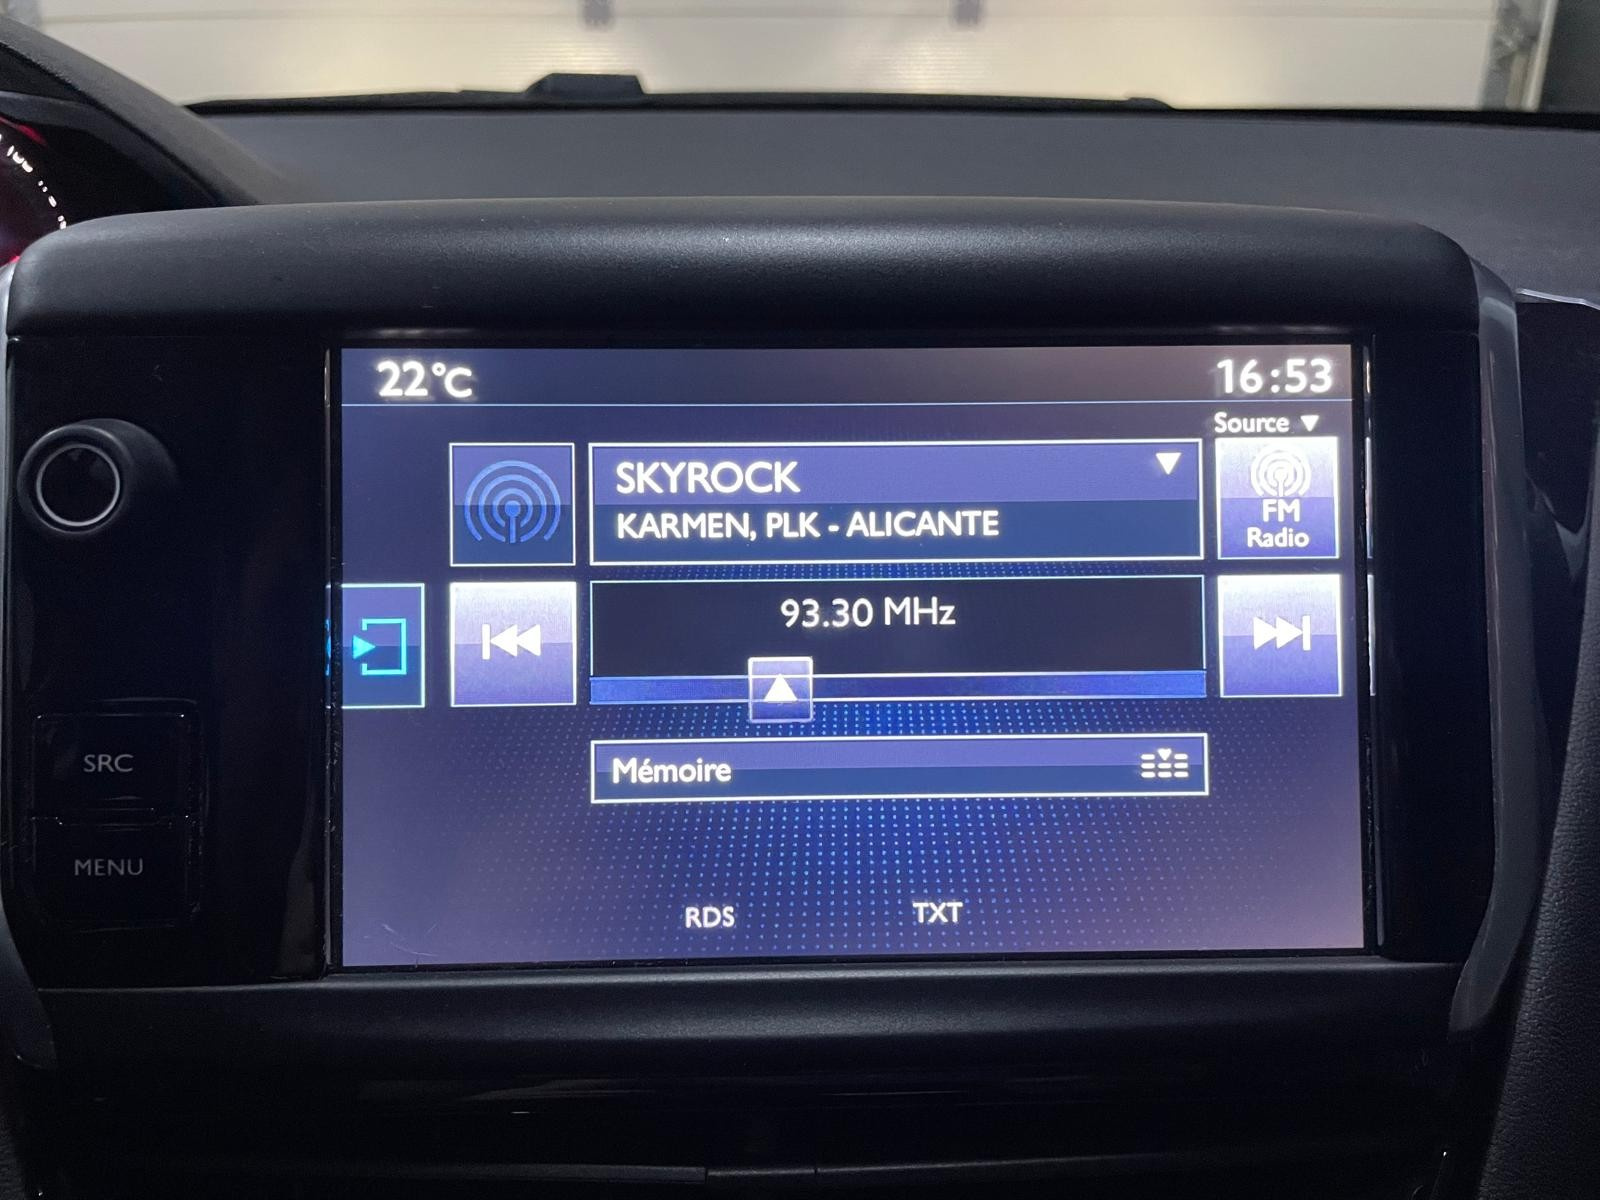 22°C
16:53
Source
SKYROCK
KARMEN, PLK - ALICANTE
FM
Radio
93.30 MHz
SRC
Mémoire
MENU
RDS
TXT